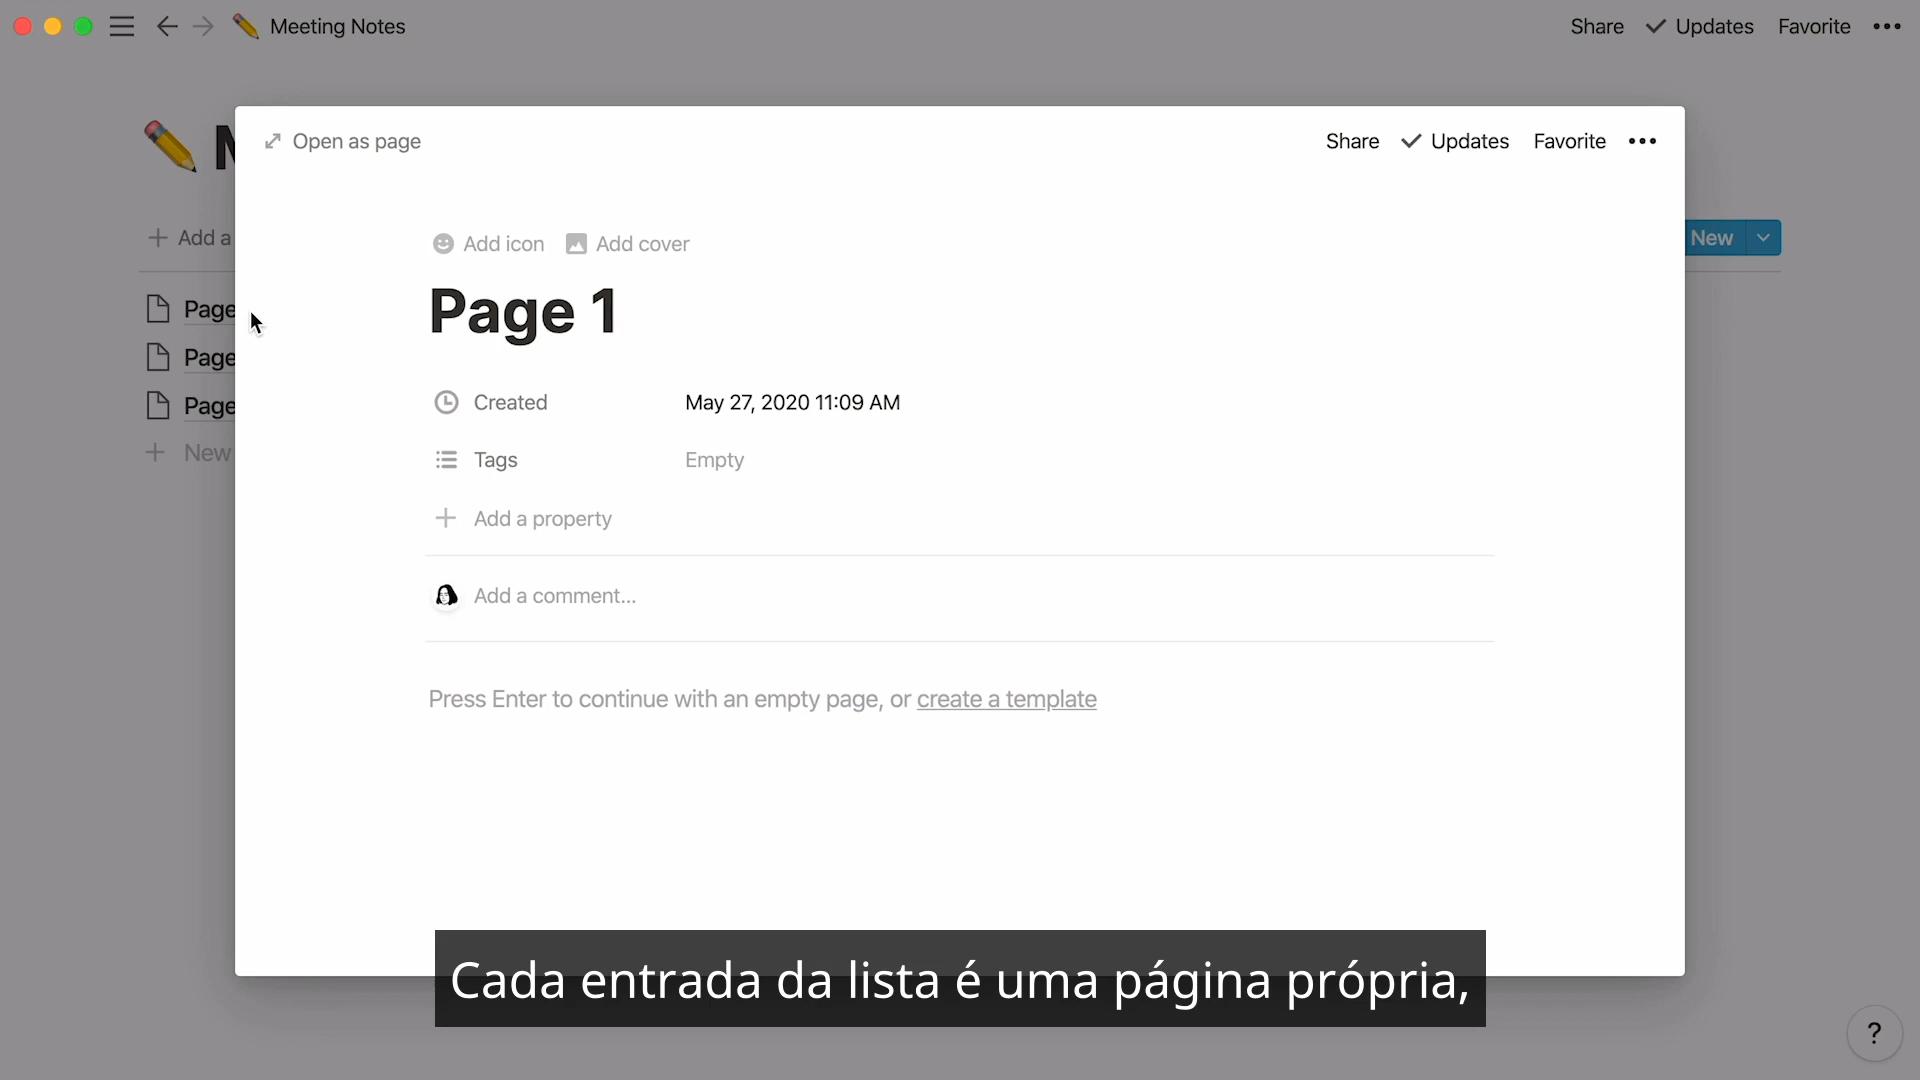 Meeting Notes
Share Updates Favorite
Open as page
Share Updates Favorite
Add icon Add cover
Add a
New
Page 1
Page
Page
Page
New
Created May 27, 2020 11:09 AM
Tags Empty
Add a property
Add a comment...
Press Enter to continue with an empty page, or create a template
Cada entrada da lista é uma página própria,
?